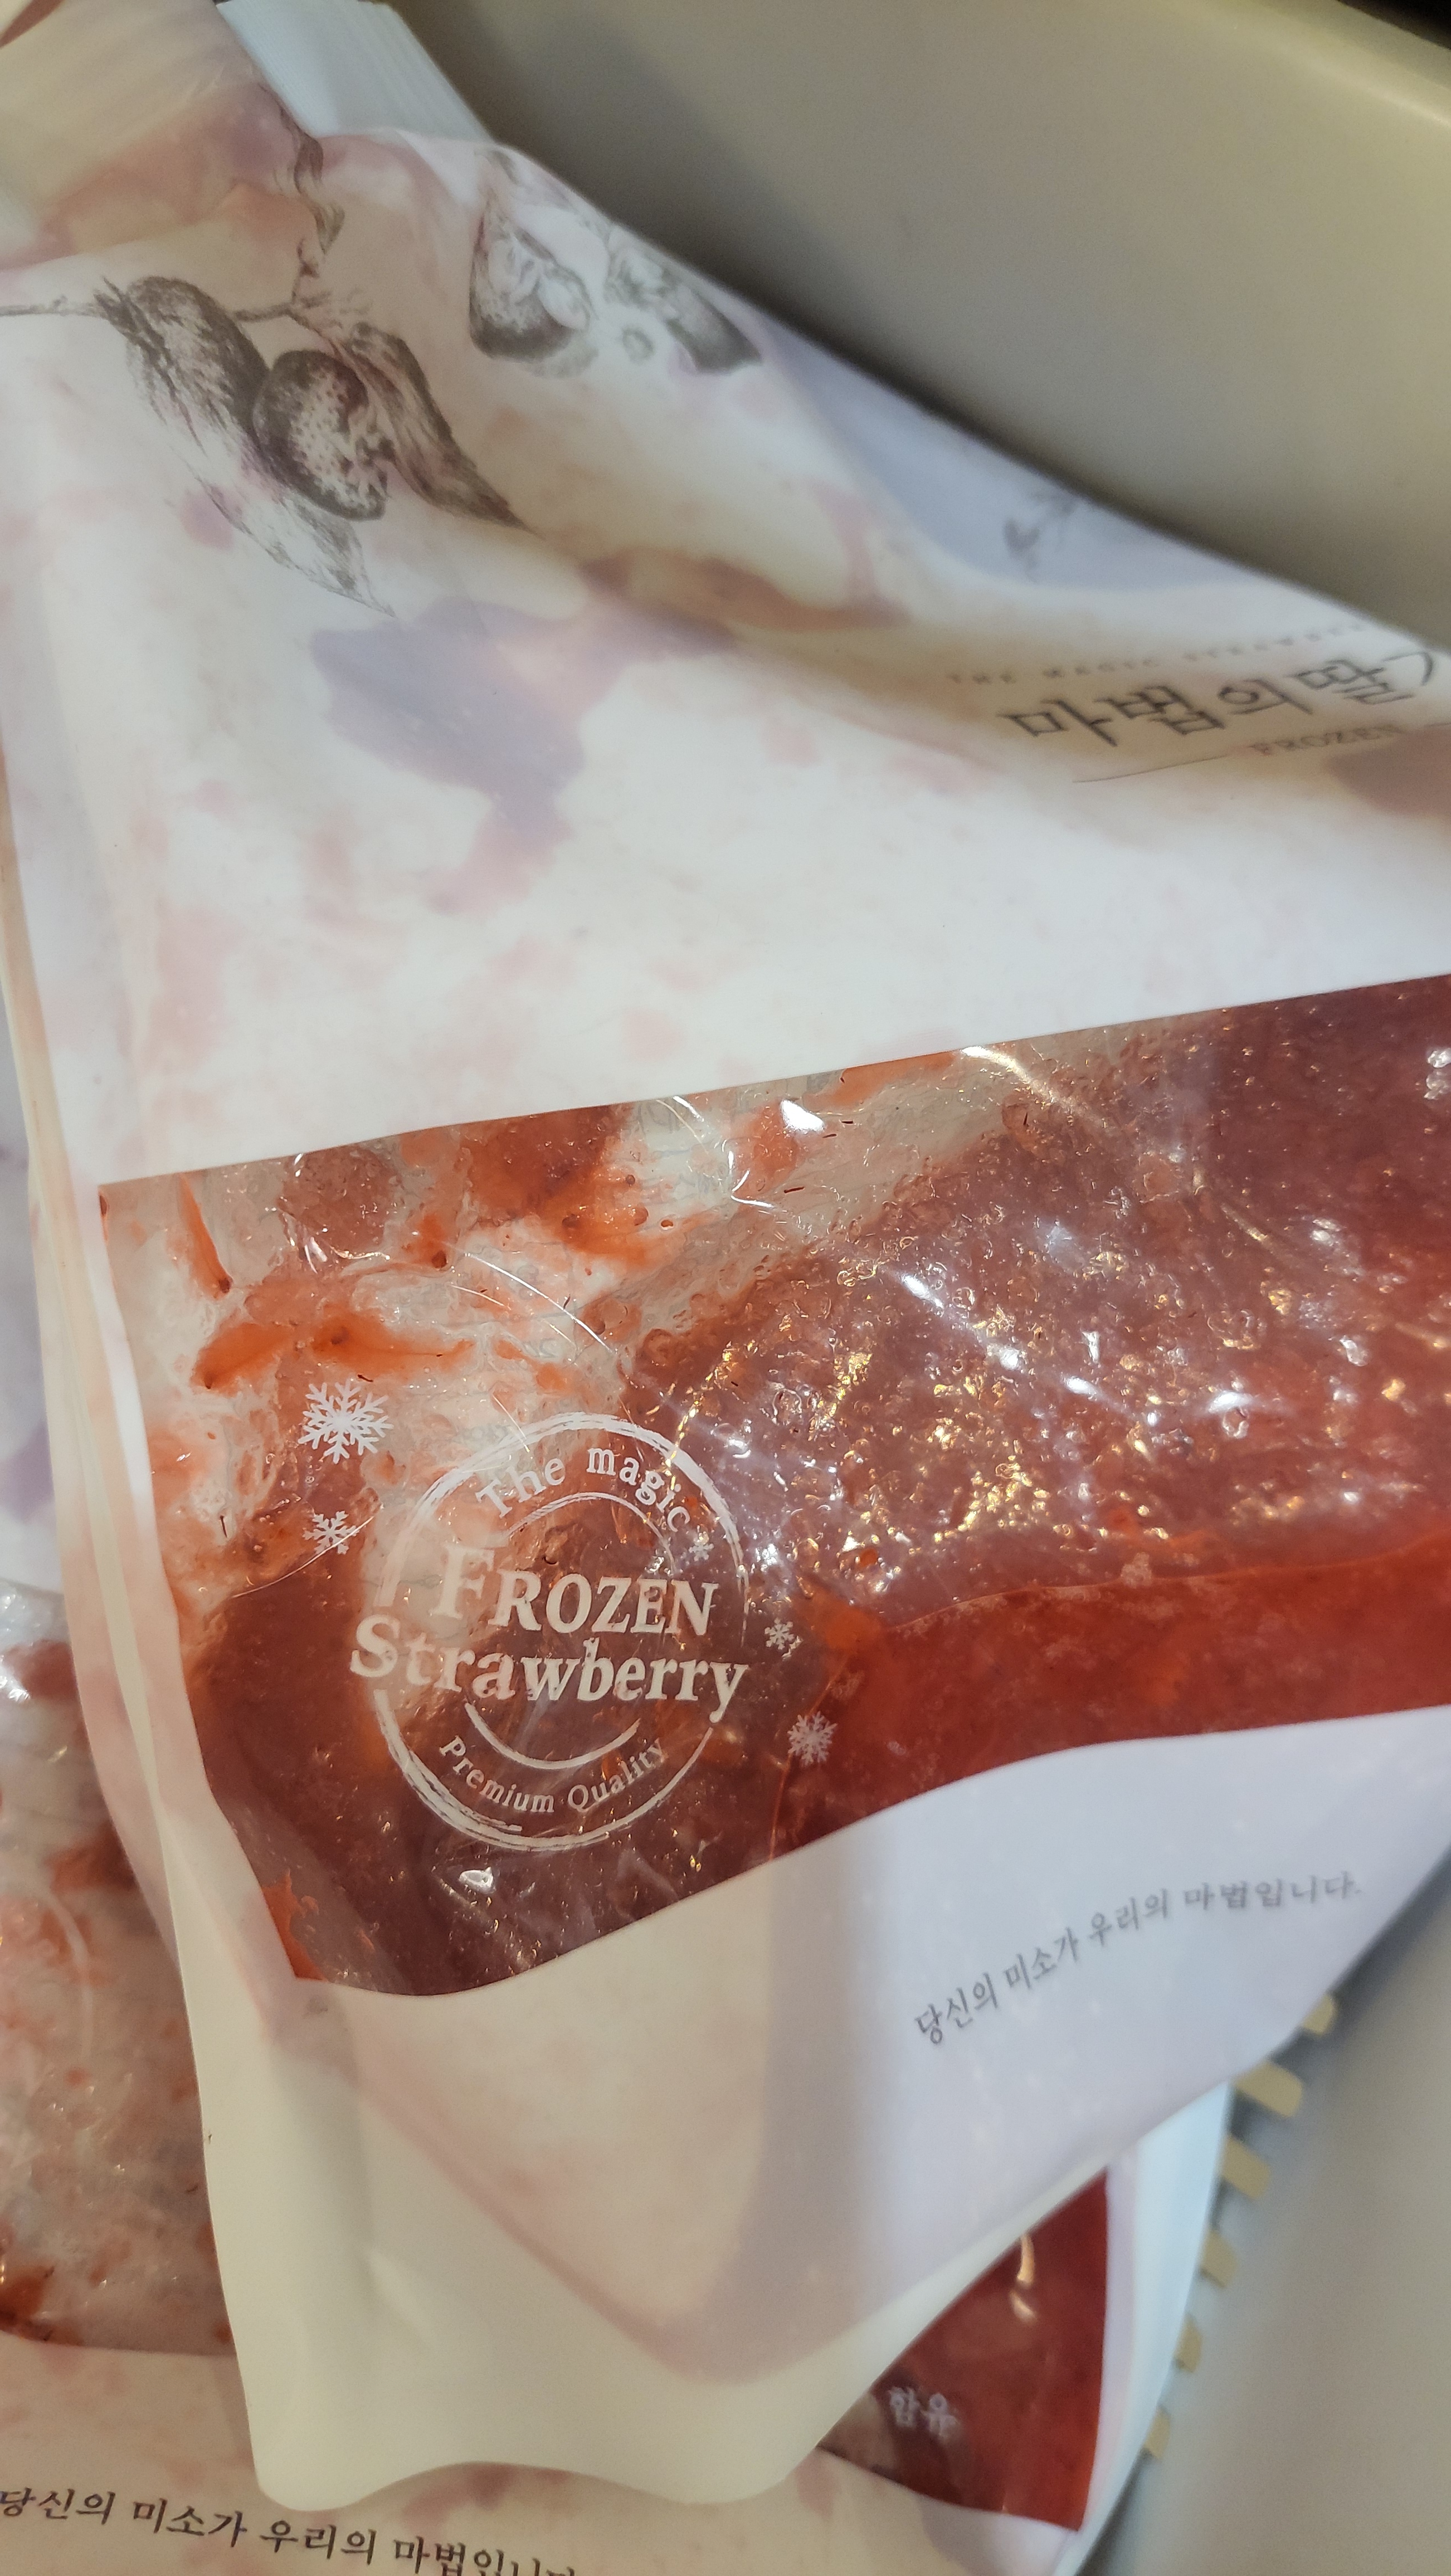 THE MAGIC
마법의 딸기
FROZEN
The magic
FROZEN
Strawberry
Premium Quality
당신의 미소가 우리의 마법입니다.
함유
당신의 미소가 우리의 마법입니다